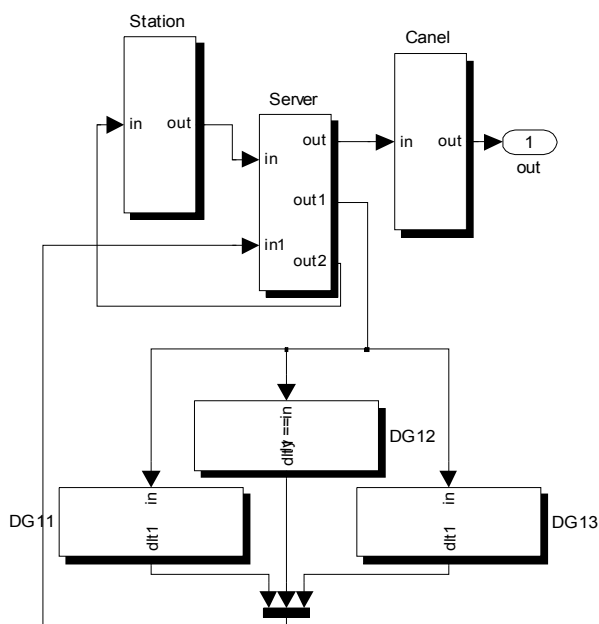 Station
Canel
Server
in
out
in
out
in
out
1
out
out1
in1
out2
in
DG12
in
in
DG11
dlt1
dlt1
DG13